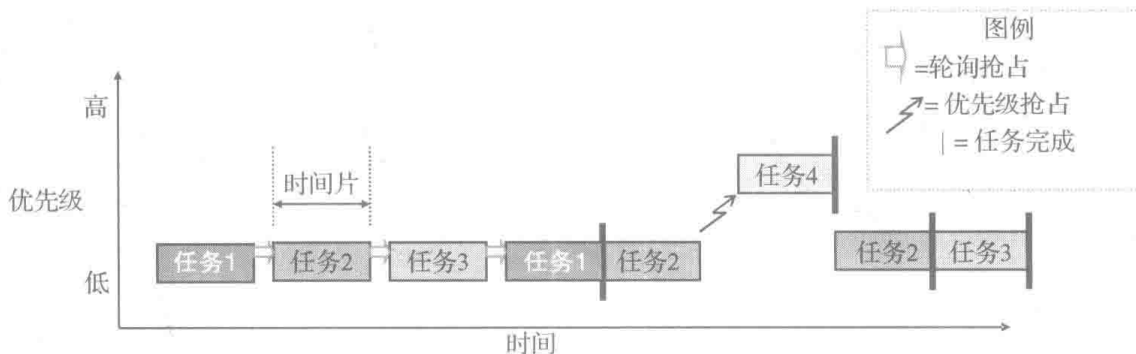 图例
=轮询抢占
=优先级抢占
|=任务完成
高
优先级
低
时间片
任务4
任务1 任务2 任务3 任务1 任务2 任务2 任务3
时间